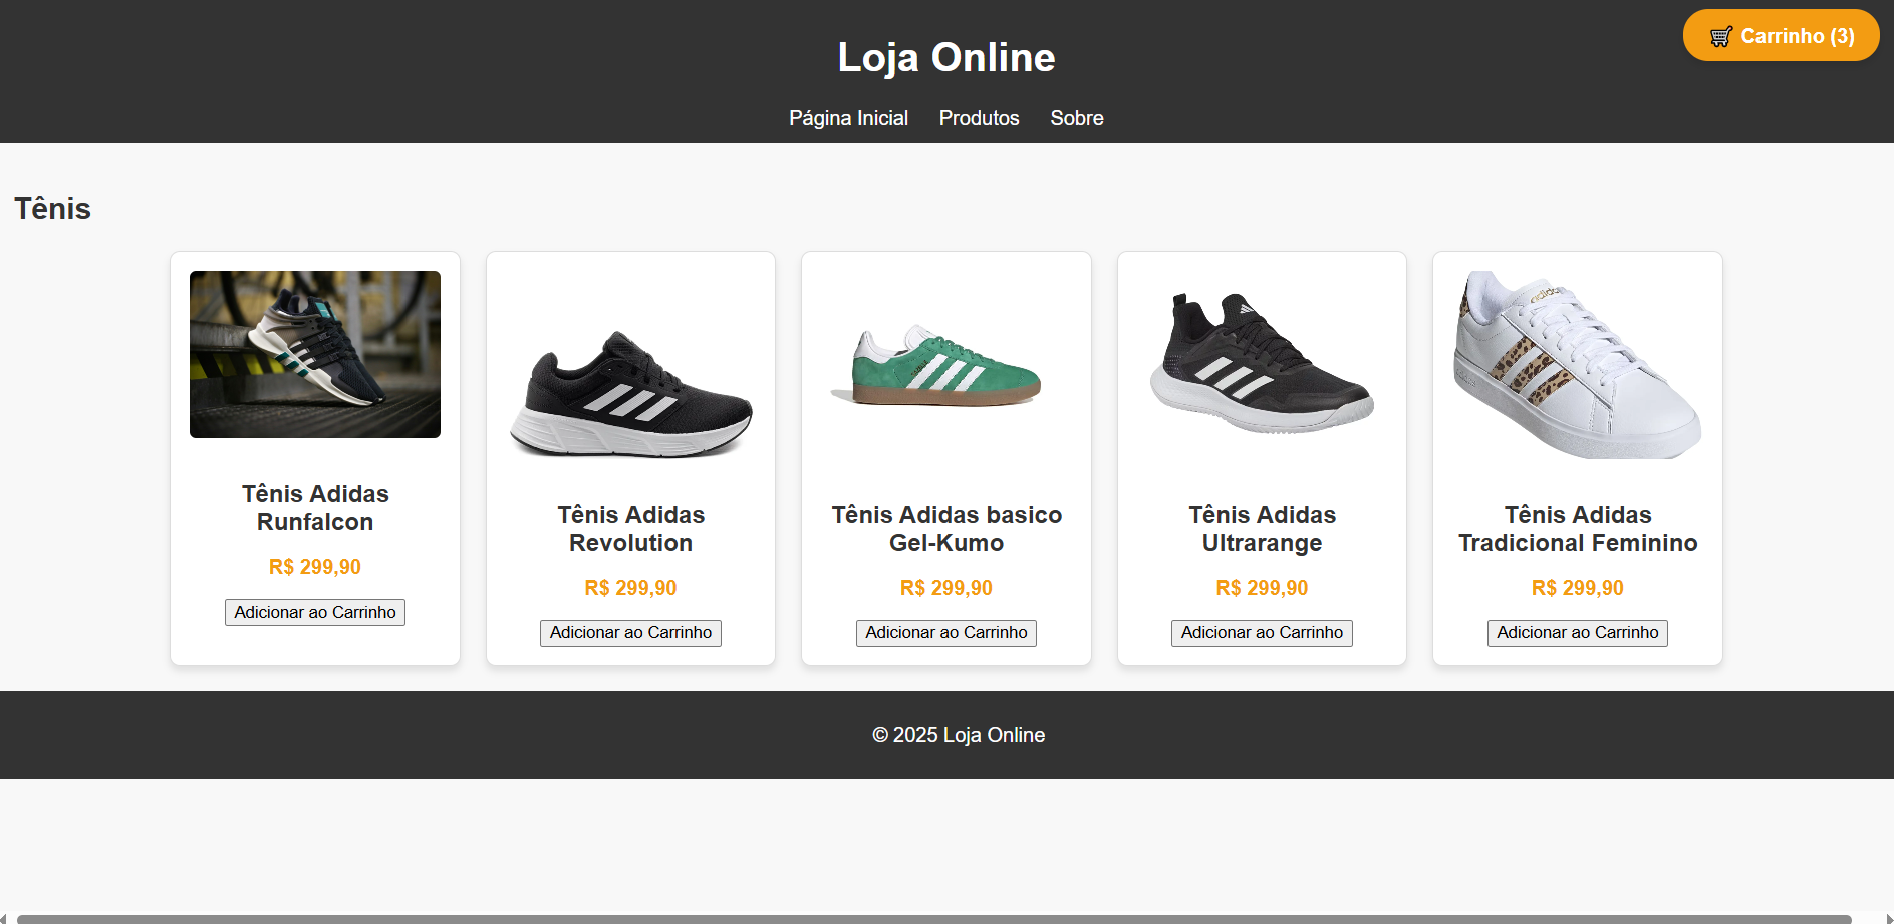 Loja Online
🛒 Carrinho (3)
Página Inicial Produtos Sobre
Tênis
Tênis Adidas
Runfalcon
R$ 299,90
Adicionar ao Carrinho
Tênis Adidas
Revolution
R$ 299,90
Adicionar ao Carrinho
Tênis Adidas basico
Gel-Kumo
R$ 299,90
Adicionar ao Carrinho
Tênis Adidas
Ultrarange
R$ 299,90
Adicionar ao Carrinho
adidas
Tênis Adidas
Tradicional Feminino
R$ 299,90
Adicionar ao Carrinho
© 2025 Loja Online